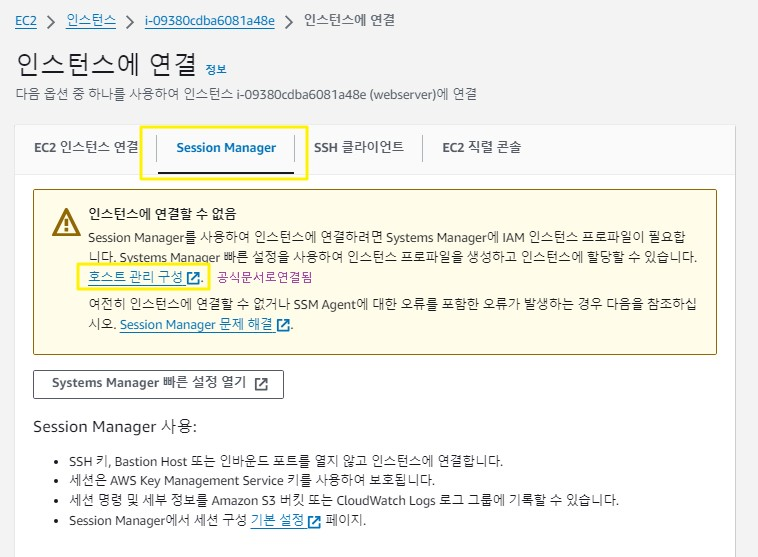 EC2 > 인스턴스 > i-09380cdba6081a48e > 인스턴스에 연결
인스턴스에 연결 정보
다음 옵션 중 하나를 사용하여 인스턴스 i-09380cdba6081a48e (webserver)에 연결
EC2 인스턴스 연결 Session Manager SSH 클라이언트 EC2 직렬 콘솔
인스턴스에 연결할 수 없음
Session Manager를 사용하여 인스턴스에 연결하려면 Systems Manager에 IAM 인스턴스 프로파일이 필요합
니다. Systems Manager 빠른 설정을 사용하여 인스턴스 프로파일을 생성하고 인스턴스에 할당할 수 있습니다.
호스트 관리 구성. 공식문서로연결됨
여전히 인스턴스에 연결할 수 없거나 SSM Agent에 대한 오류를 포함한 오류가 발생하는 경우 다음을 참조하십
시오. Session Manager 문제 해결.
Systems Manager 빠른 설정 열기
Session Manager 사용:
• SSH 키, Bastion Host 또는 인바운드 포트를 열지 않고 인스턴스에 연결합니다.
• 세션은 AWS Key Management Service 키를 사용하여 보호됩니다.
• 세션 명령 및 세부 정보를 Amazon S3 버킷 또는 CloudWatch Logs 로그 그룹에 기록할 수 있습니다.
• Session Manager에서 세션 구성 기본 설정 페이지.